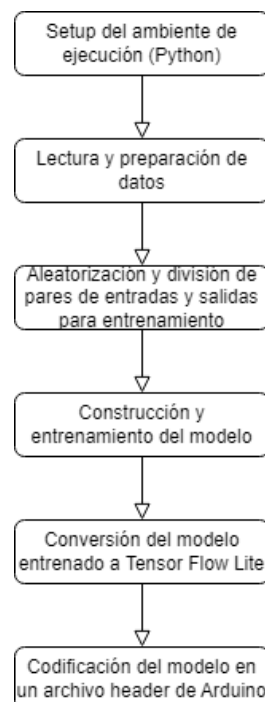 Setup del ambiente de
ejecución (Python)
Lectura y preparación de
datos
Aleatorización y división de
pares de entradas y salidas
para entrenamiento
Construcción y
entrenamiento del modelo
Conversión del modelo
entrenado a Tensor Flow Lite
Codificación del modelo en
un archivo header de Arduino